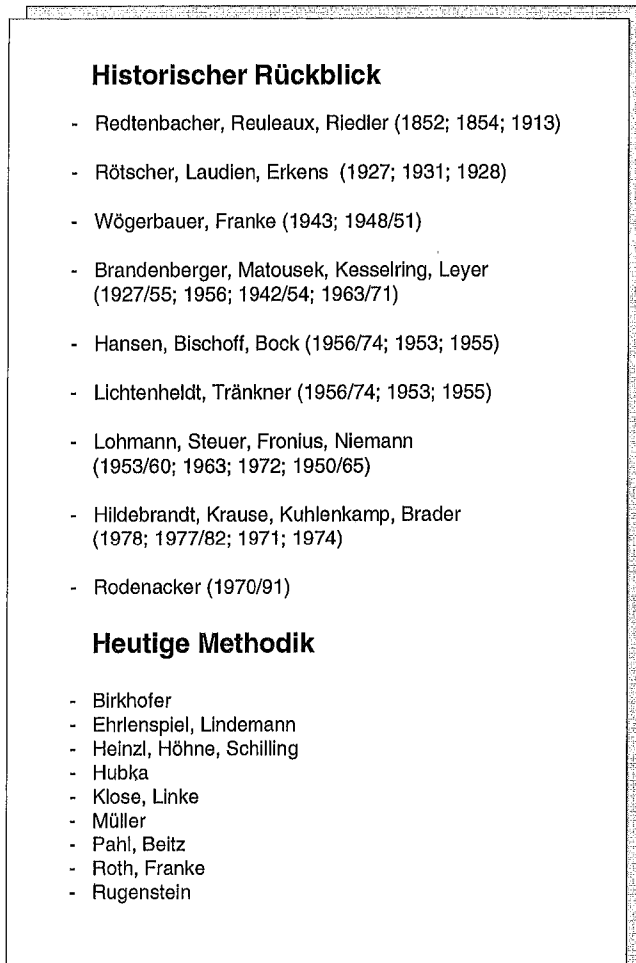 Historischer Rückblick
- Redtenbacher, Reuleaux, Riedler (1852; 1854; 1913)
- Rötscher, Laudien, Erkens (1927; 1931; 1928)
- Wögerbauer, Franke (1943; 1948/51)
- Brandenberger, Matousek, Kesselring, Leyer
(1927/55; 1956; 1942/54; 1963/71)
- Hansen, Bischoff, Bock (1956/74; 1953; 1955)
- Lichtenheldt, Tränkner (1956/74; 1953; 1955)
- Lohmann, Steuer, Fronius, Niemann
(1953/60; 1963; 1972; 1950/65)
- Hildebrandt, Krause, Kuhlenkamp, Brader
(1978; 1977/82; 1971; 1974)
- Rodenacker (1970/91)
Heutige Methodik
- Birkhofer
- Ehrlenspiel, Lindemann
- Heinzl, Höhne, Schilling
- Hubka
- Klose, Linke
- Müller
- Pahl, Beitz
- Roth, Franke
- Rugenstein